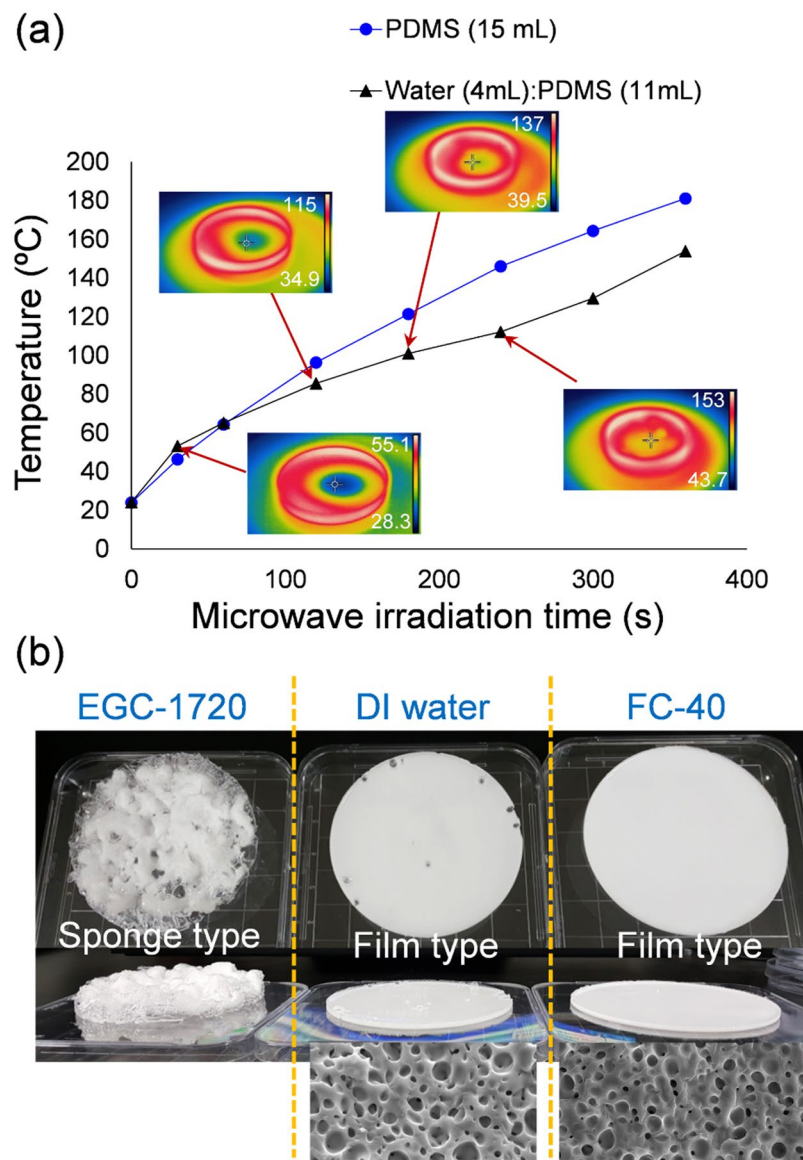 (a)
PDMS (15 mL)
Water (4mL):PDMS (11mL)
Temperature (ºC)
200
180
160
140
120
100
80
60
40
20
0
115
34.9
137
39.5
55.1
28.3
153
43.7
0
100
200
300
400
Microwave irradiation time (s)
(b)
EGC-1720
DI water
FC-40
Sponge type
Film type
Film type